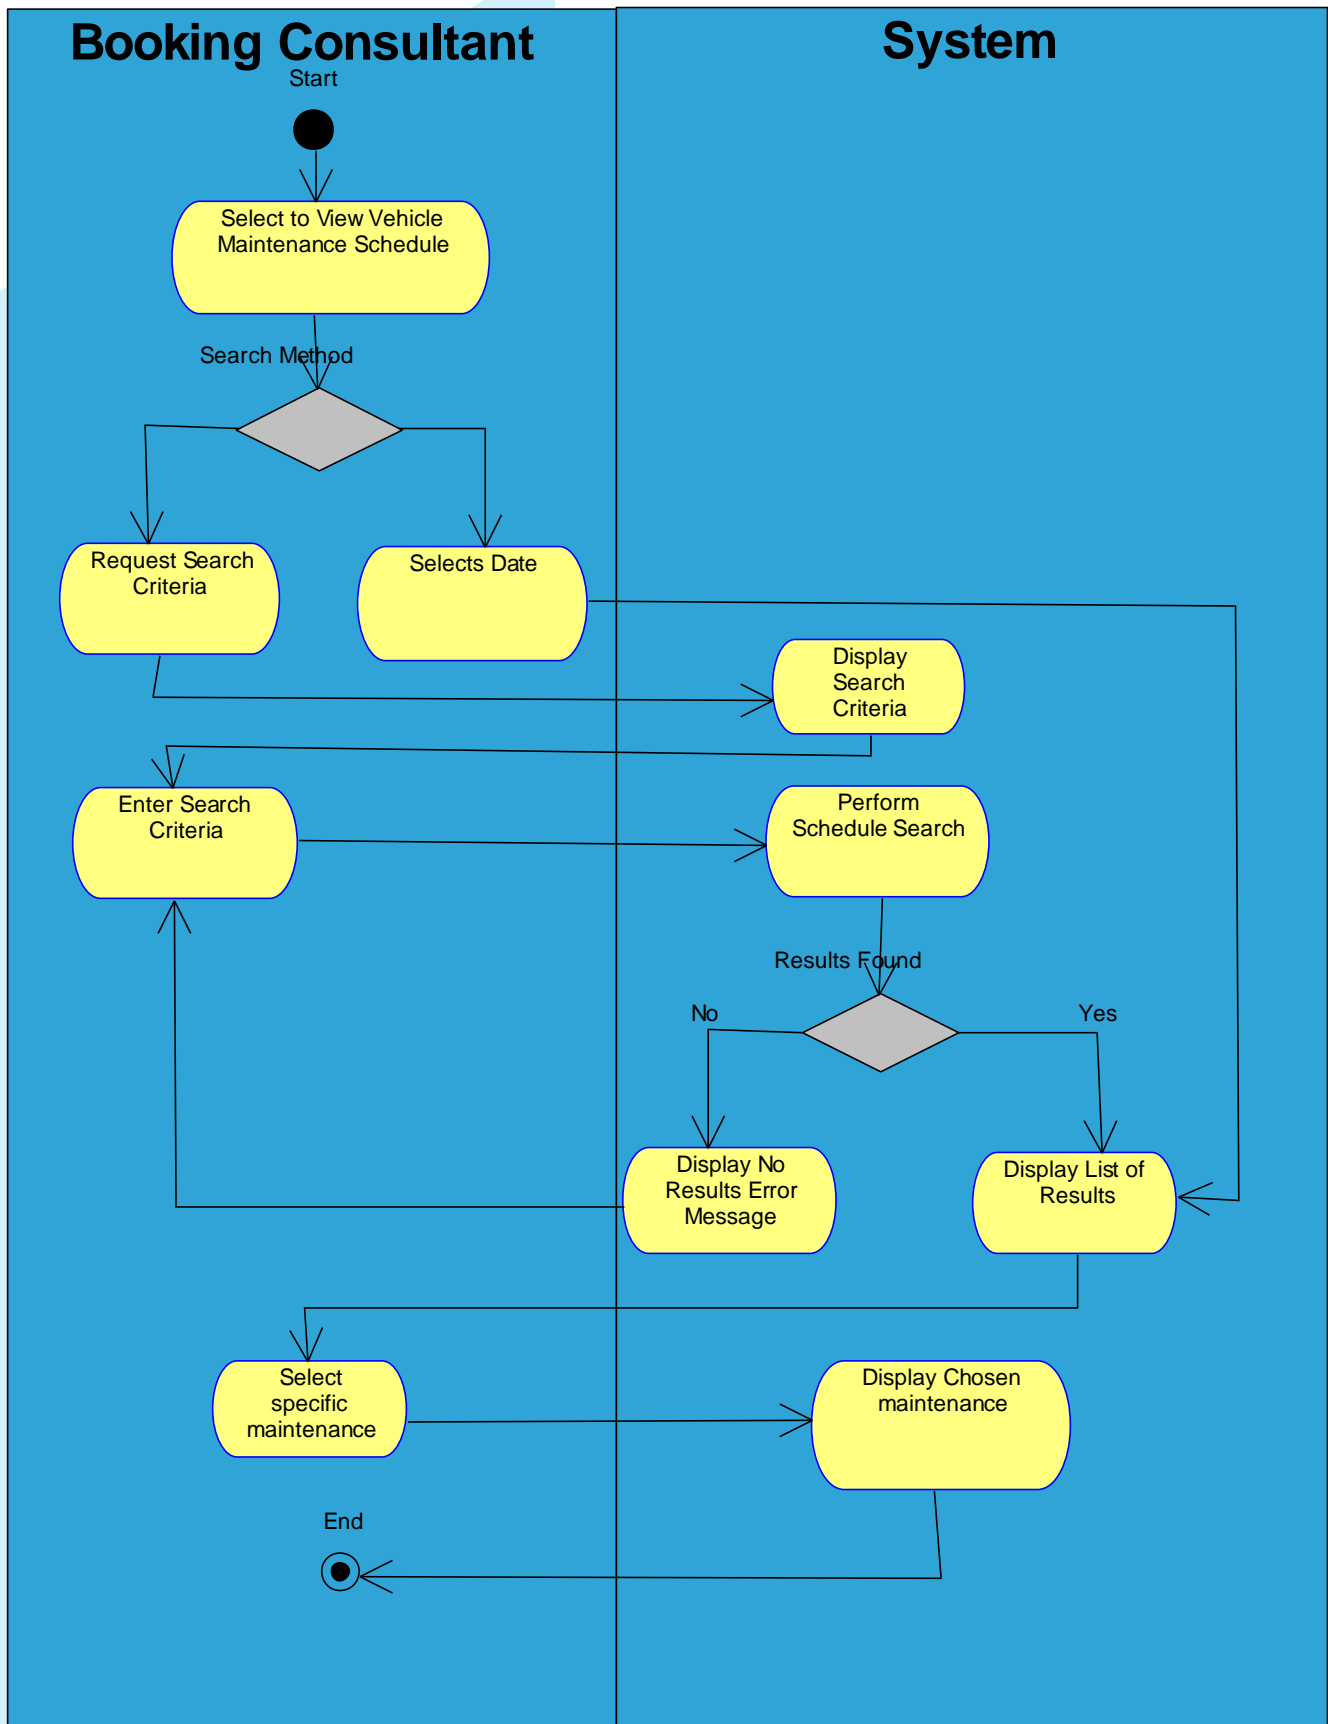 Booking Consultant
System
Start
Select to View Vehicle
Maintenance Schedule
Search Method
Request Search
Criteria
Selects Date
Display
Search
Criteria
Enter Search
Criteria
Perform
Schedule Search
Results Found
No
Yes
Display No
Results Error
Message
Display List of
Results
Select
specific
maintenance
Display Chosen
maintenance
End